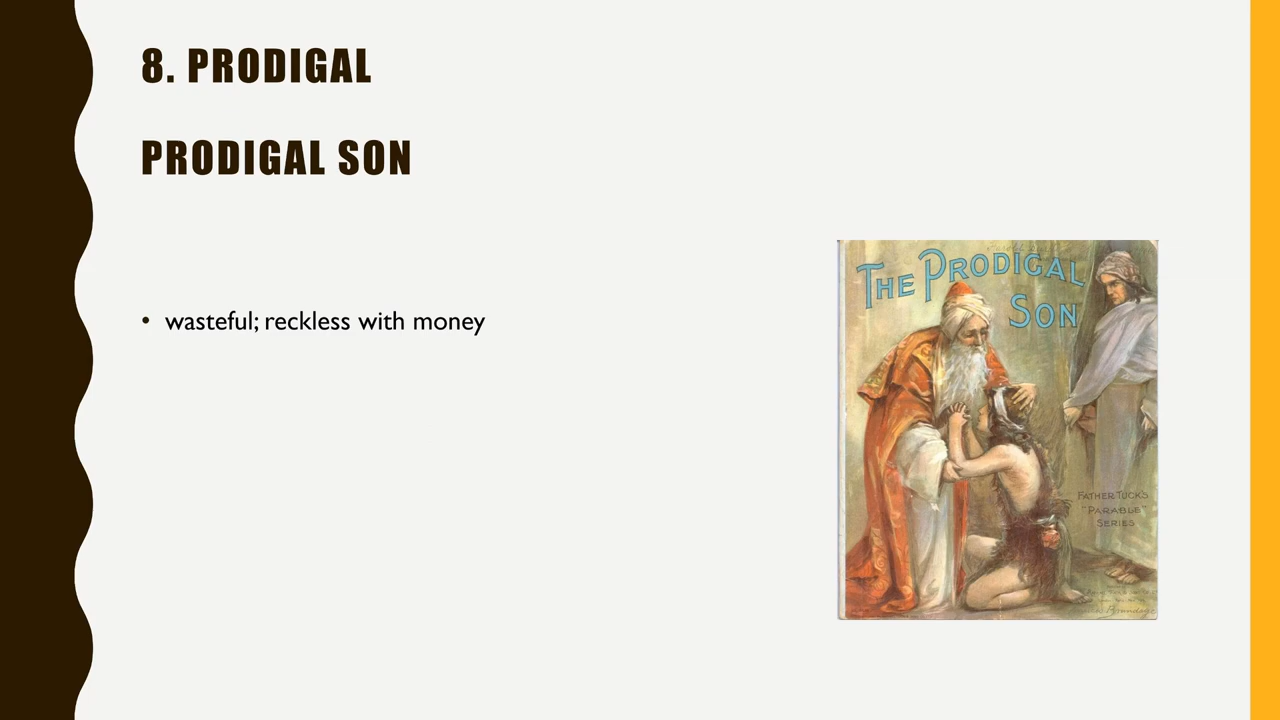 8. PRODIGAL
PRODIGAL SON
• wasteful; reckless with money
THE PRODIGAL
SON
FATHER TUCK'S
"PARABLE"
SERIES